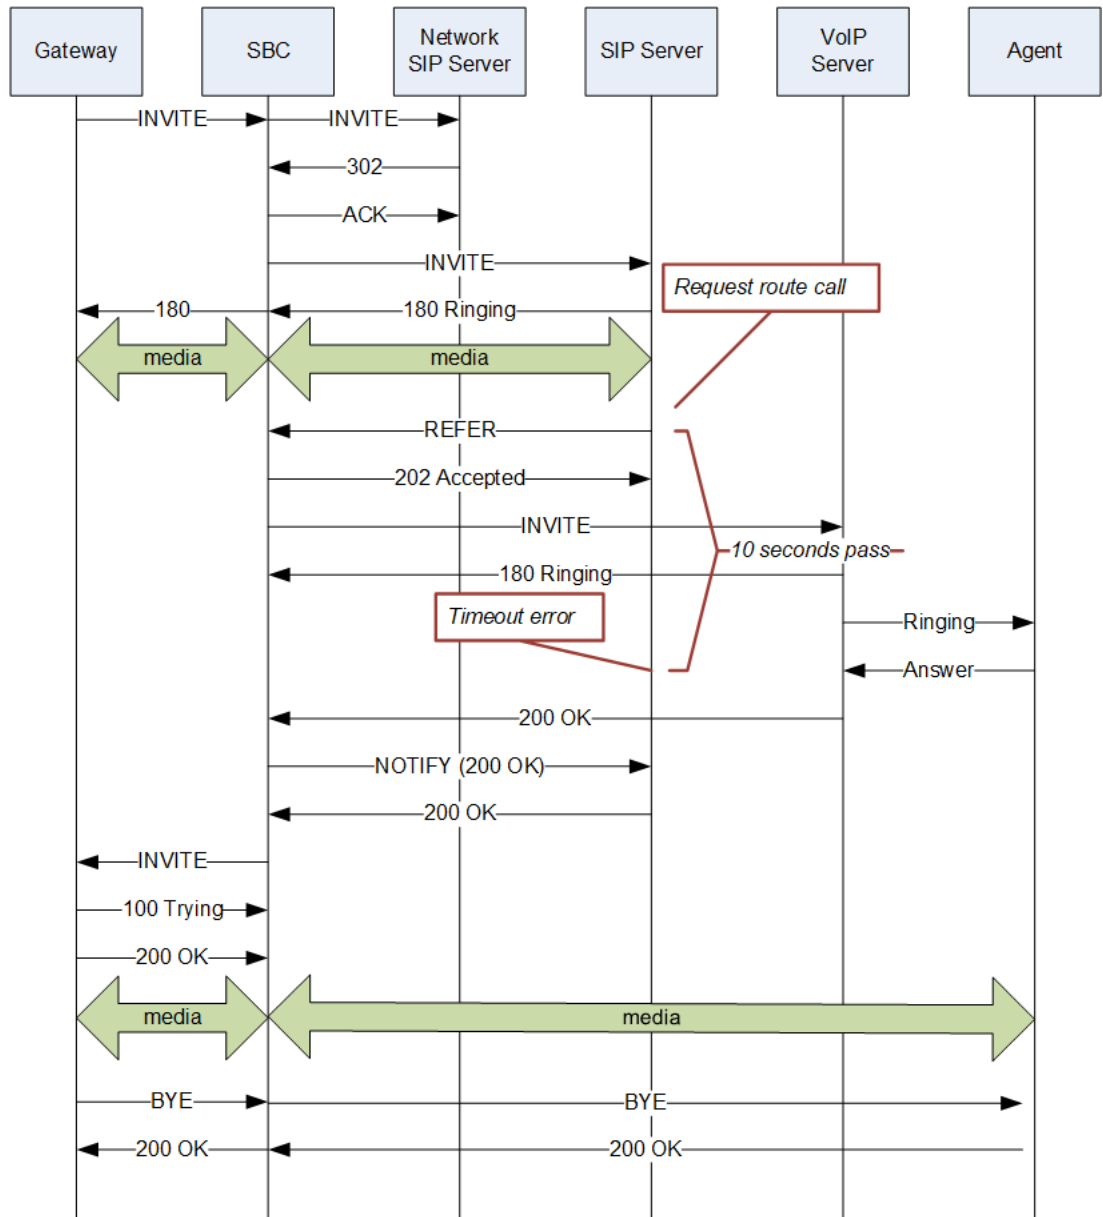 Gateway
SBC
Network
SIP Server
SIP Server
VoIP
Server
Agent
INVITE
INVITE
302
ACK
INVITE
Request route call
180
180 Ringing
media
media
REFER
202 Accepted
INVITE
10 seconds pass
180 Ringing
Timeout error
Ringing
Answer
200 OK
NOTIFY (200 OK)
200 OK
INVITE
100 Trying
200 OK
media
media
BYE
BYE
200 OK
200 OK